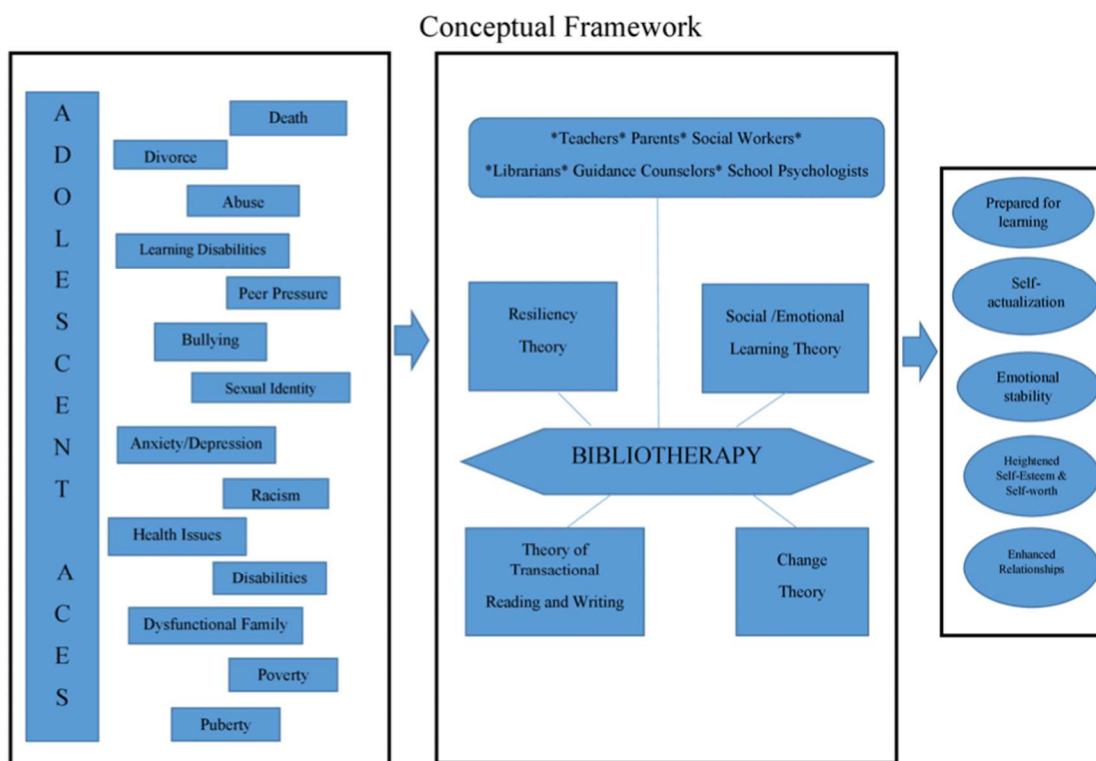 Conceptual Framework
A
D
O
L
E
S
C
E
N
T
A
C
E
S
Death
Divorce
Abuse
Learning Disabilities
Peer Pressure
Bullying
Sexual Identity
Anxiety/Depression
Racism
Health Issues
Disabilities
Dysfunctional Family
Poverty
Puberty
*Teachers* Parents* Social Workers*
*Librarians* Guidance Counselors* School Psychologists
Resiliency
Theory
Social /Emotional
Learning Theory
BIBLIOTHERAPY
Theory of
Transactional
Reading and Writing
Change
Theory
Prepared for
learning
Self-
actualization
Emotional
stability
Heightened
Self-Esteem &
Self-worth
Enhanced
Relationships